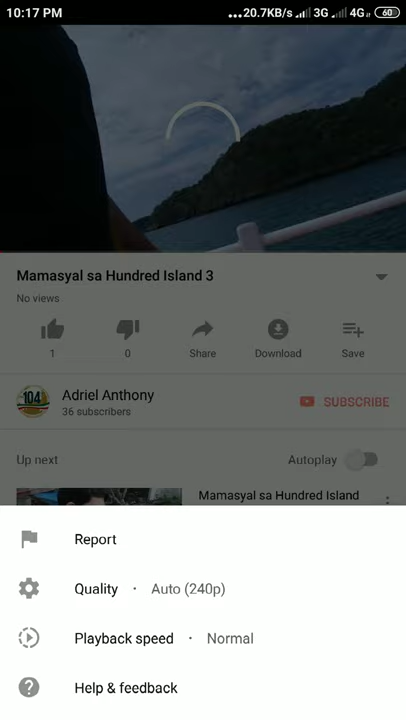 10:17 PM ...20.7KB/s 3G 4G 60
Mamasyal sa Hundred Island 3
No views
1 0 Share Download Save
104 Adriel Anthony
36 subscribers
SUBSCRIBE
Up next Autoplay
Mamasyal sa Hundred Island
Report
Quality · Auto (240p)
Playback speed · Normal
Help & feedback